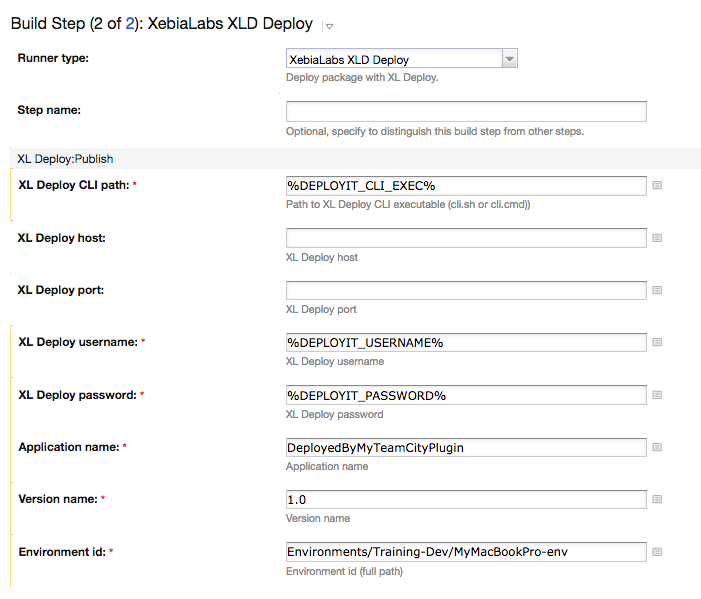 Build Step (2 of 2): XebiaLabs XLD Deploy
Runner type:
XebiaLabs XLD Deploy
Deploy package with XL Deploy.
Step name:
Optional, specify to distinguish this build step from other steps.
XL Deploy:Publish
XL Deploy CLI path: *
%DEPLOYIT_CLI_EXEC%
Path to XL Deploy CLI executable (cli.sh or cli.cmd))
XL Deploy host:
XL Deploy host
XL Deploy port:
XL Deploy port
XL Deploy username: *
%DEPLOYIT_USERNAME%
XL Deploy username
XL Deploy password: *
%DEPLOYIT_PASSWORD%
XL Deploy password
Application name: *
DeployedByMyTeamCityPlugin
Application name
Version name: *
1.0
Version name
Environment id: *
Environments/Training-Dev/MyMacBookPro-env
Environment id (full path)